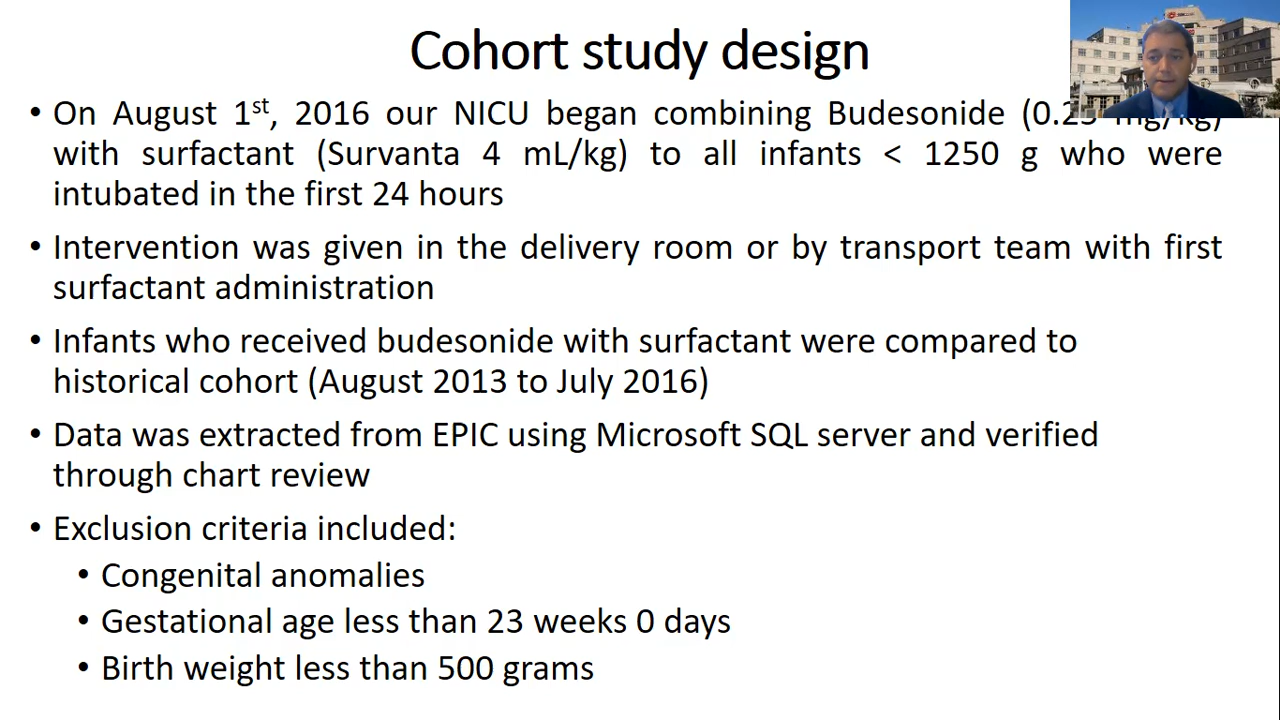 Cohort study design
• On August 1st, 2016 our NICU began combining Budesonide (0.25 mg/kg)
with surfactant (Survanta 4 mL/kg) to all infants < 1250 g who were
intubated in the first 24 hours
• Intervention was given in the delivery room or by transport team with first
surfactant administration
• Infants who received budesonide with surfactant were compared to
historical cohort (August 2013 to July 2016)
• Data was extracted from EPIC using Microsoft SQL server and verified
through chart review
• Exclusion criteria included:
• Congenital anomalies
• Gestational age less than 23 weeks 0 days
• Birth weight less than 500 grams